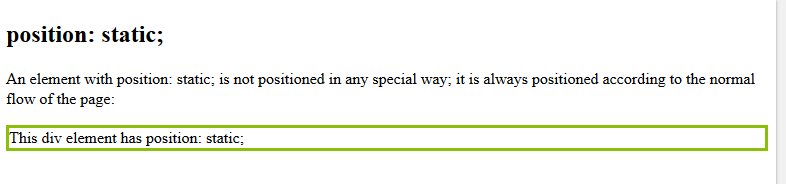 position: static;
An element with position: static; is not positioned in any special way; it is always positioned according to the normal
flow of the page:
This div element has position: static;